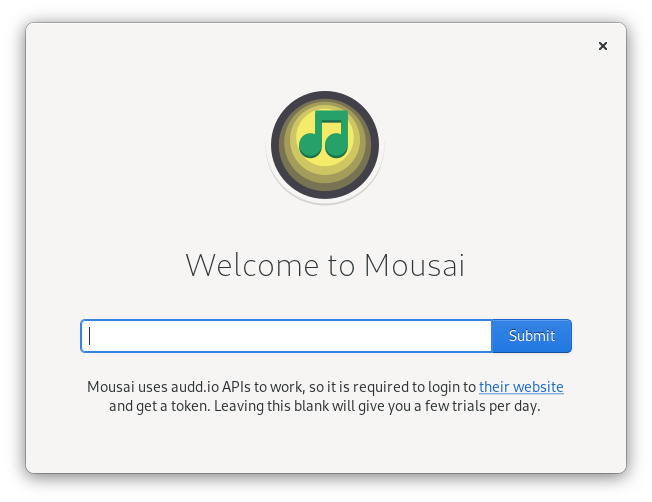 Welcome to Mousai
Submit
Mousai uses audd.io APIs to work, so it is required to login to their website
and get a token. Leaving this blank will give you a few trials per day.